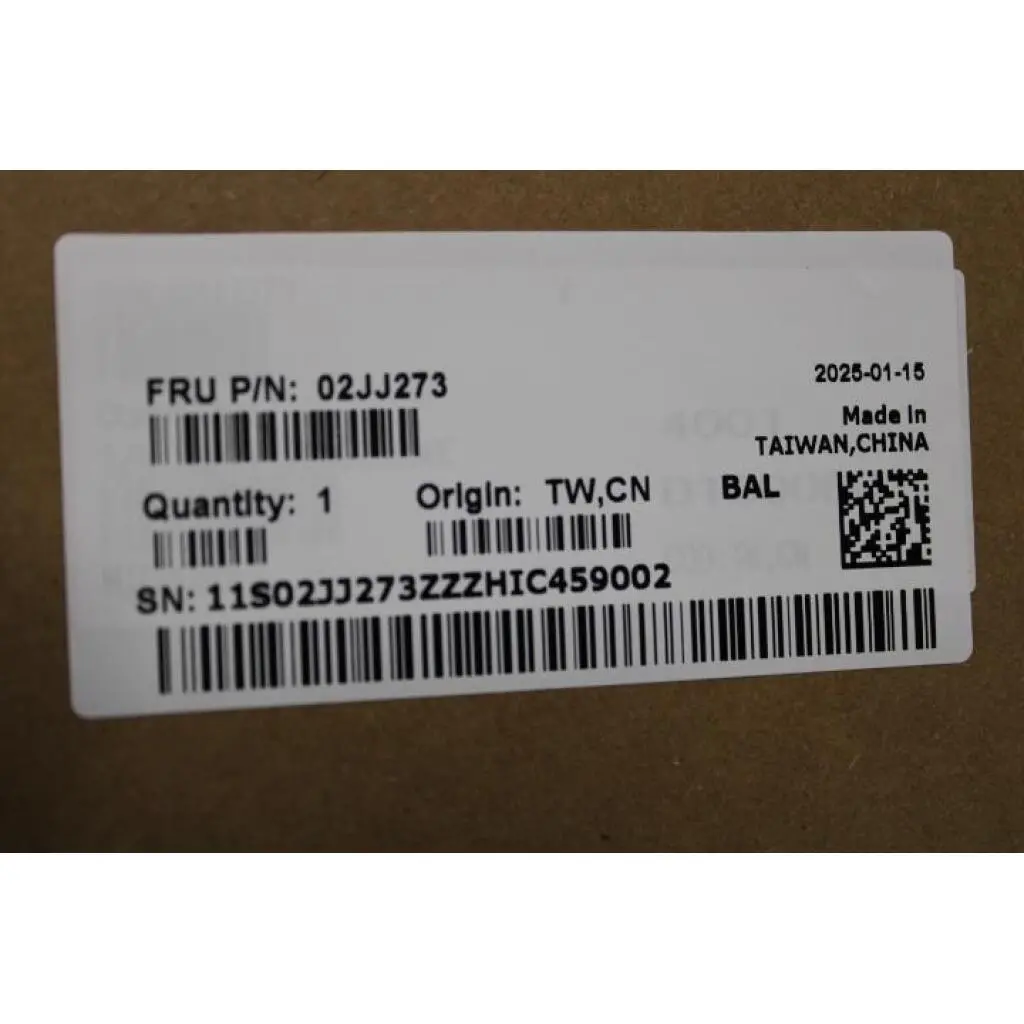 FRU P/N: 02JJ273
2025-01-15
Made in
TAIWAN,CHINA
Quantity: 1
Origin: TW,CN
BAL
SN: 11S02JJ273ZZZHIC459002